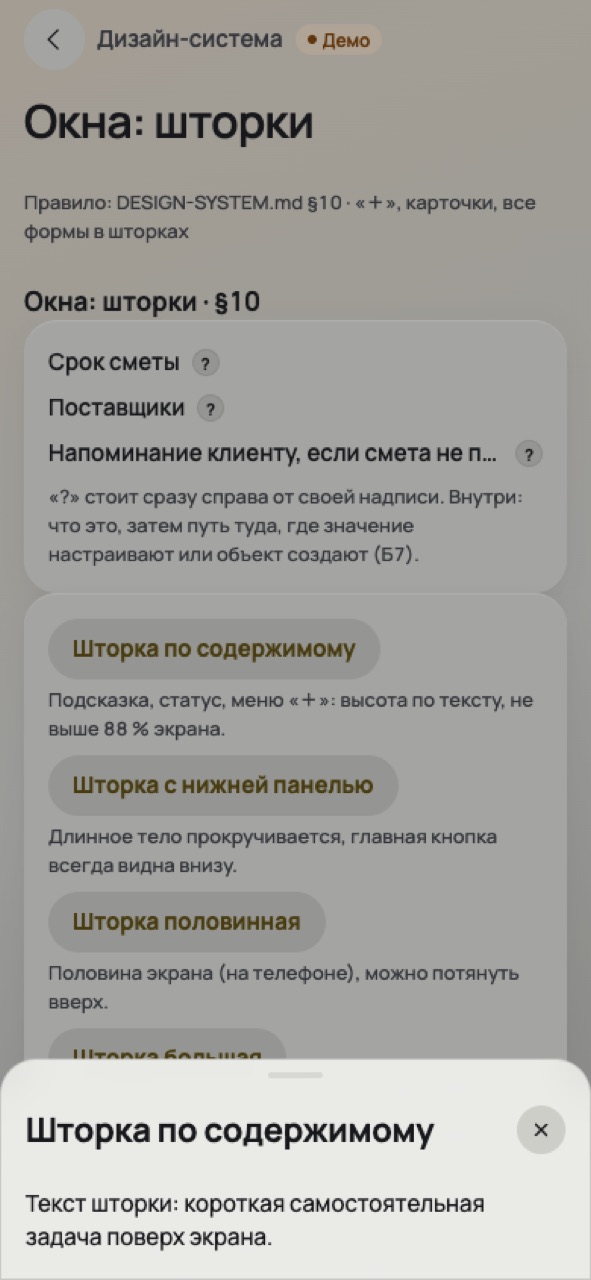 Дизайн-система
Демо
Окна: шторки
Правило: DESIGN-SYSTEM.md §10 · «+», карточки, все
формы в шторках
Окна: шторки · §10
Срок сметы ?
Поставщики ?
Напоминание клиенту, если смета не п... ?
«?» стоит сразу справа от своей надписи. Внутри:
что это, затем путь туда, где значение
настраивают или объект создают (Б7).
Шторка по содержимому
Подсказка, статус, меню «+»: высота по тексту, не
выше 88 % экрана.
Шторка с нижней панелью
Длинное тело прокручивается, главная кнопка
всегда видна внизу.
Шторка половинная
Половина экрана (на телефоне), можно потянуть
вверх.
Шторка большая
Шторка по содержимому
Текст шторки: короткая самостоятельная
задача поверх экрана.